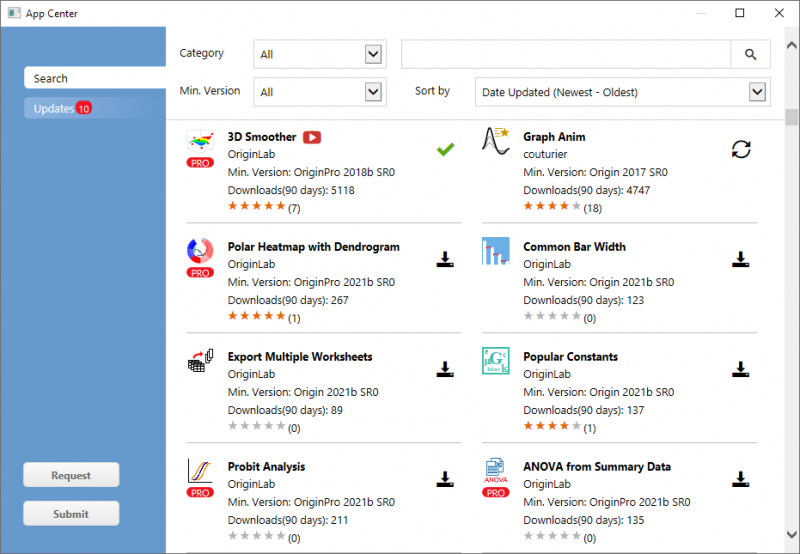 App Center
Category
All
Search
Min. Version
All
Sort by
Date Updated (Newest - Oldest)
Updates 10
3D Smoother
PRO
OriginLab
Min. Version: OriginPro 2018b SR0
Downloads(90 days): 5118
(7)
Graph Anim
couturier
Min. Version: Origin 2017 SR0
Downloads(90 days): 4747
(18)
Polar Heatmap with Dendrogram
PRO
OriginLab
Min. Version: OriginPro 2021b SR0
Downloads(90 days): 267
(1)
Common Bar Width
OriginLab
Min. Version: Origin 2021b SR0
Downloads(90 days): 123
(0)
Export Multiple Worksheets
OriginLab
Min. Version: Origin 2021b SR0
Downloads(90 days): 89
(0)
Popular Constants
OriginLab
Min. Version: Origin 2021b SR0
Downloads(90 days): 137
(1)
Probit Analysis
PRO
OriginLab
Min. Version: OriginPro 2021b SR0
Downloads(90 days): 211
(0)
ANOVA from Summary Data
ANOVA
PRO
OriginLab
Min. Version: OriginPro 2021b SR0
Downloads(90 days): 135
(0)
Request
Submit